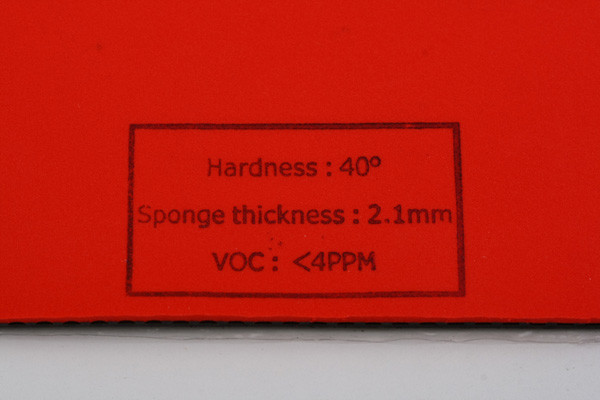 Hardness : 40°
Sponge thickness : 2.1mm
VOC : <4PPM